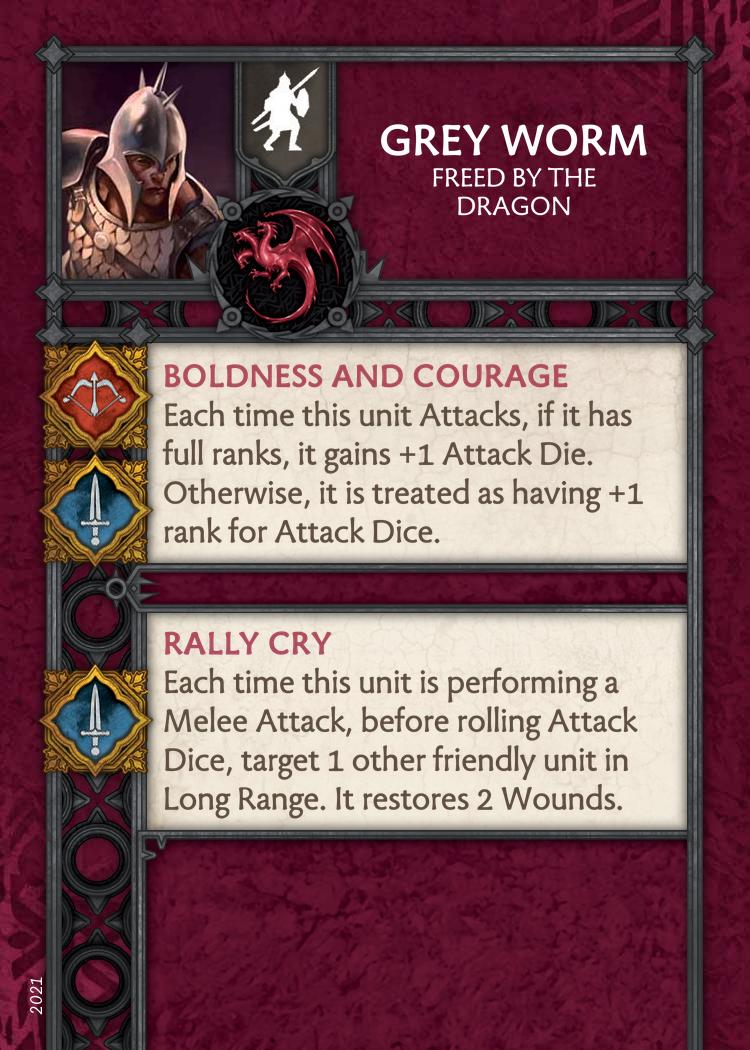 GREY WORM
FREED BY THE
DRAGON
BOLDNESS AND COURAGE
Each time this unit Attacks, if it has
full ranks, it gains +1 Attack Die.
Otherwise, it is treated as having +1
rank for Attack Dice.
RALLY CRY
Each time this unit is performing a
Melee Attack, before rolling Attack
Dice, target 1 other friendly unit in
Long Range. It restores 2 Wounds.
2021